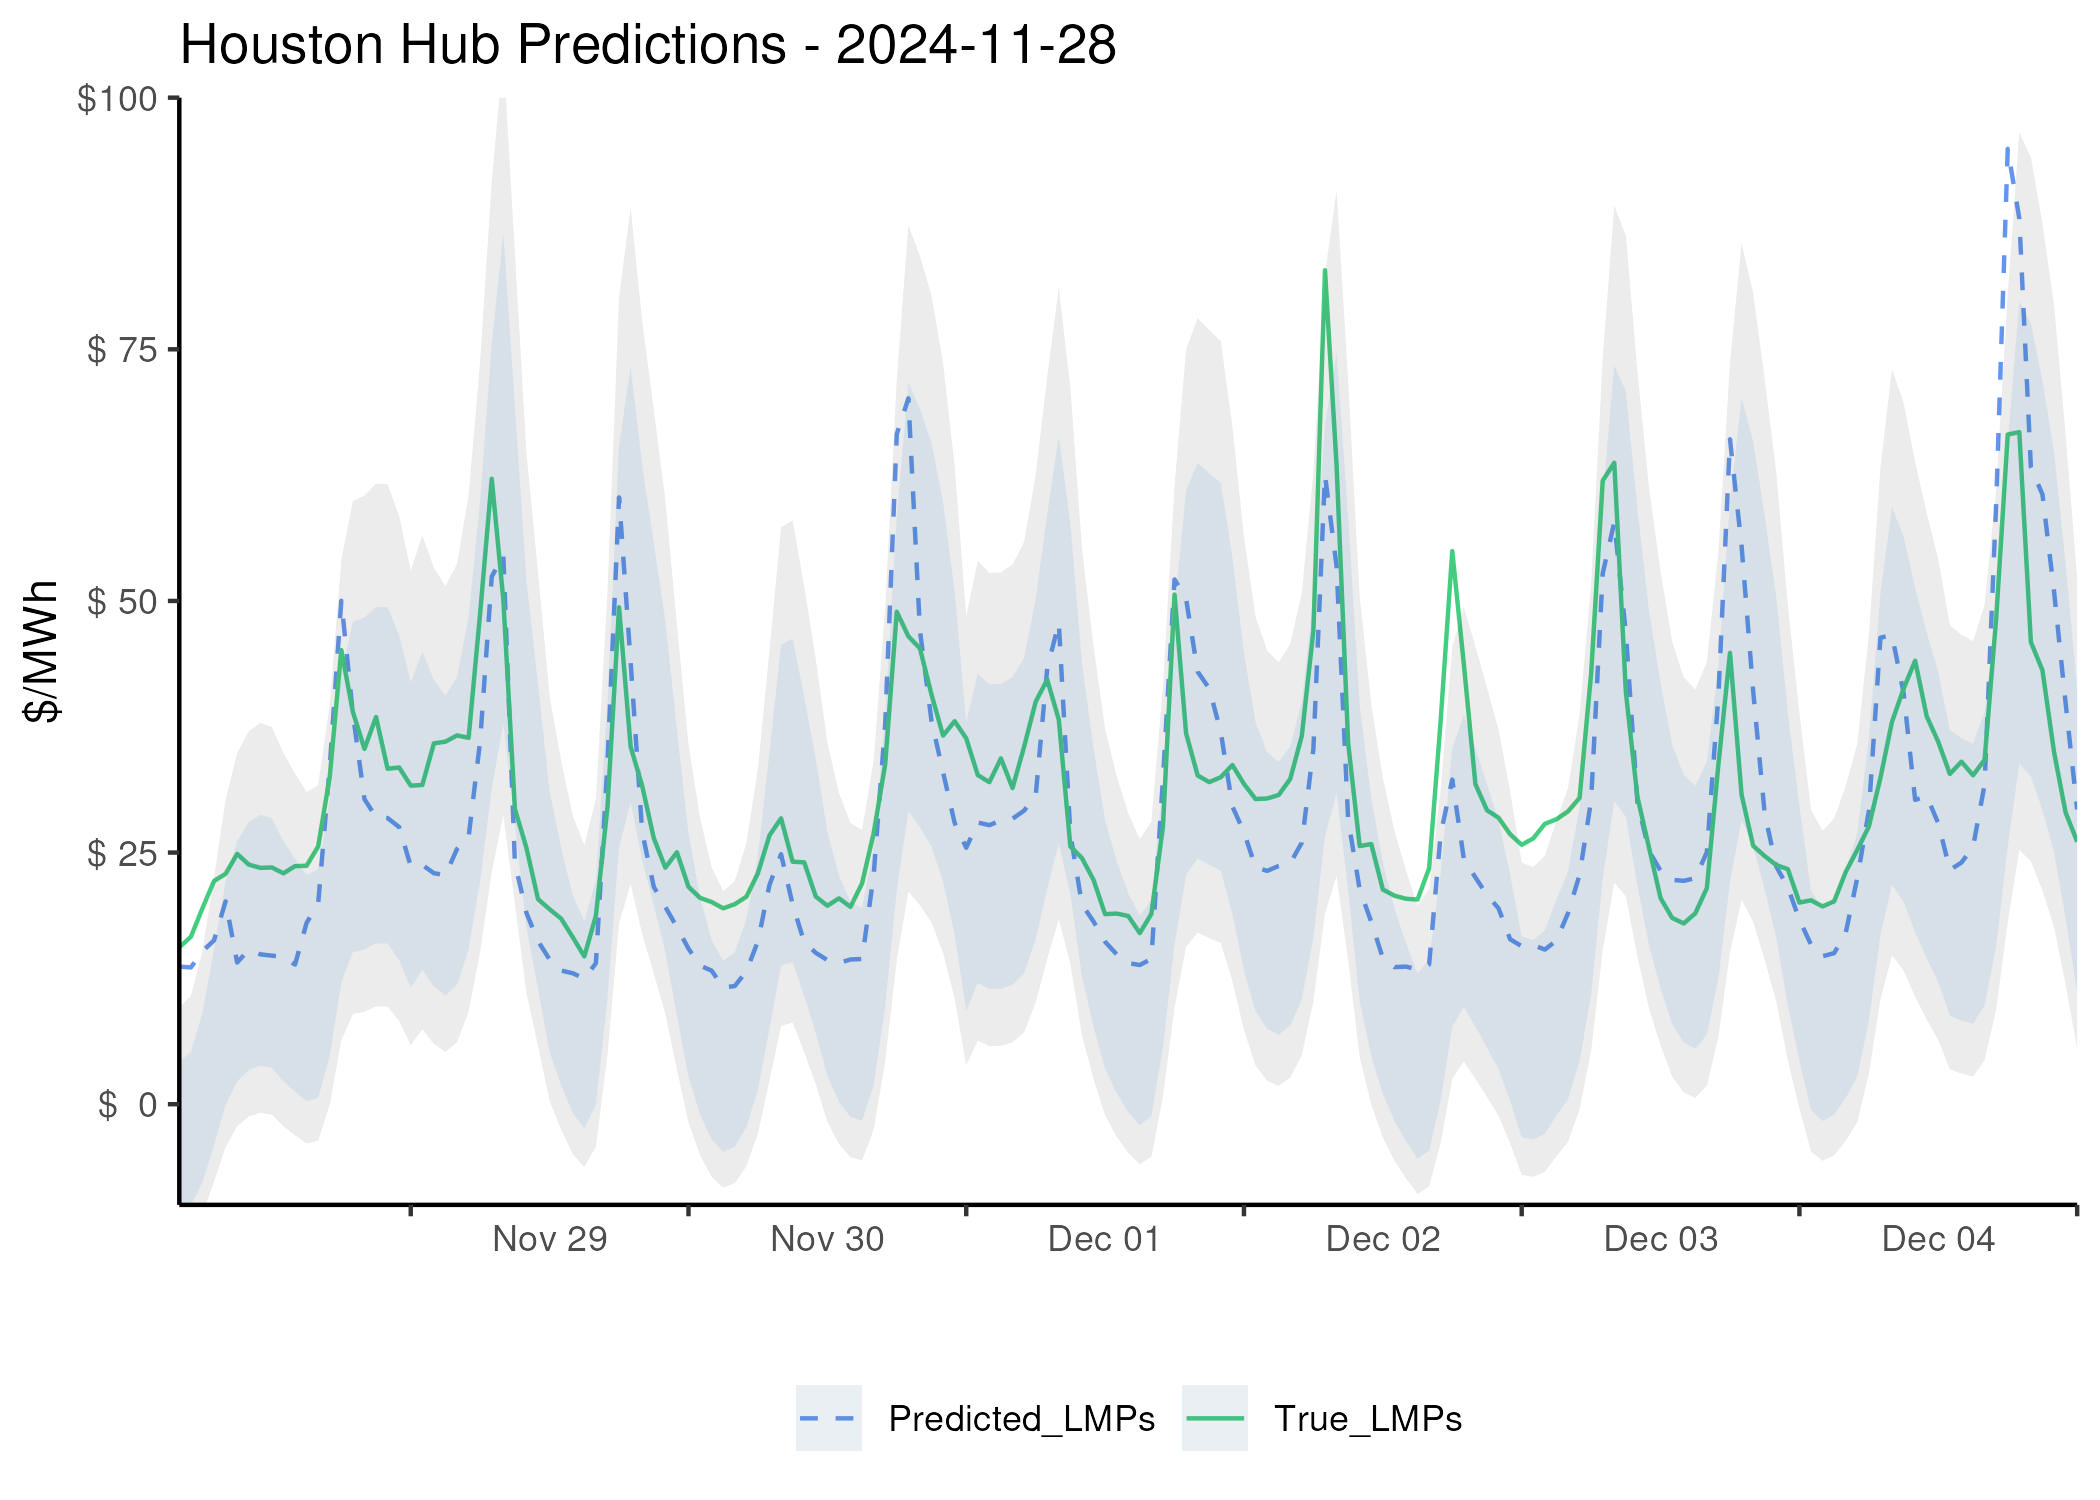 Houston Hub Predictions - 2024-11-28
$100
$ 75
$ 50
$ 25
$ 0
$/MWh
Nov 29 Nov 30 Dec 01 Dec 02 Dec 03 Dec 04
Predicted_LMPs True_LMPs